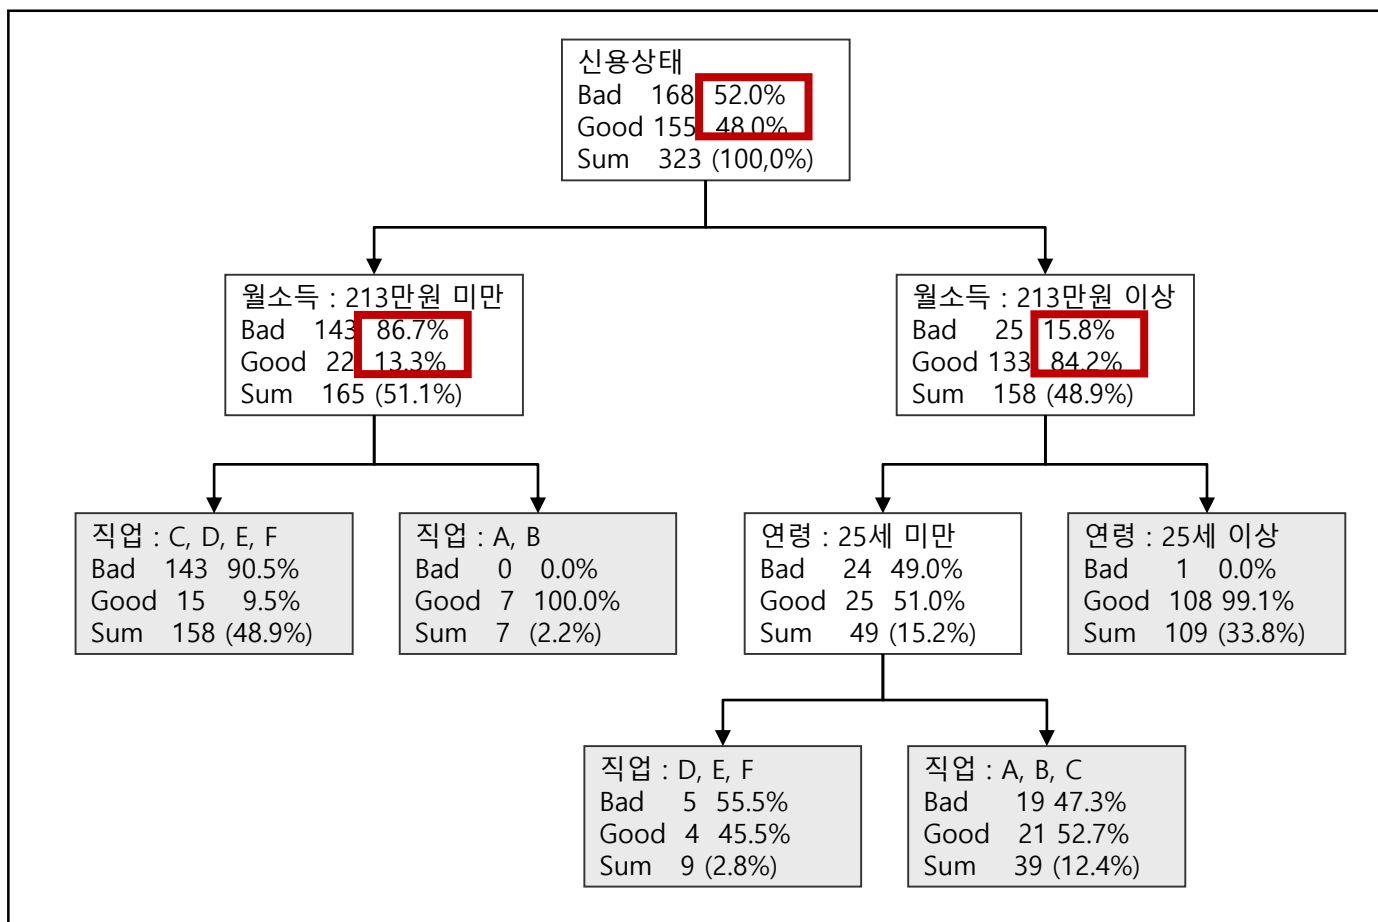 신용상태
Bad 168 52.0%
Good 155 48.0%
Sum 323 (100,0%)
월소득 : 213만원 미만
Bad 143 86.7%
Good 22 13.3%
Sum 165 (51.1%)
월소득 : 213만원 이상
Bad 25 15.8%
Good 133 84.2%
Sum 158 (48.9%)
직업 : C, D, E, F
Bad 143 90.5%
Good 15 9.5%
Sum 158 (48.9%)
직업 : A, B
Bad 0 0.0%
Good 7 100.0%
Sum 7 (2.2%)
연령 : 25세 미만
Bad 24 49.0%
Good 25 51.0%
Sum 49 (15.2%)
연령 : 25세 이상
Bad 1 0.0%
Good 108 99.1%
Sum 109 (33.8%)
직업 : D, E, F
Bad 5 55.5%
Good 4 45.5%
Sum 9 (2.8%)
직업 : A, B, C
Bad 19 47.3%
Good 21 52.7%
Sum 39 (12.4%)